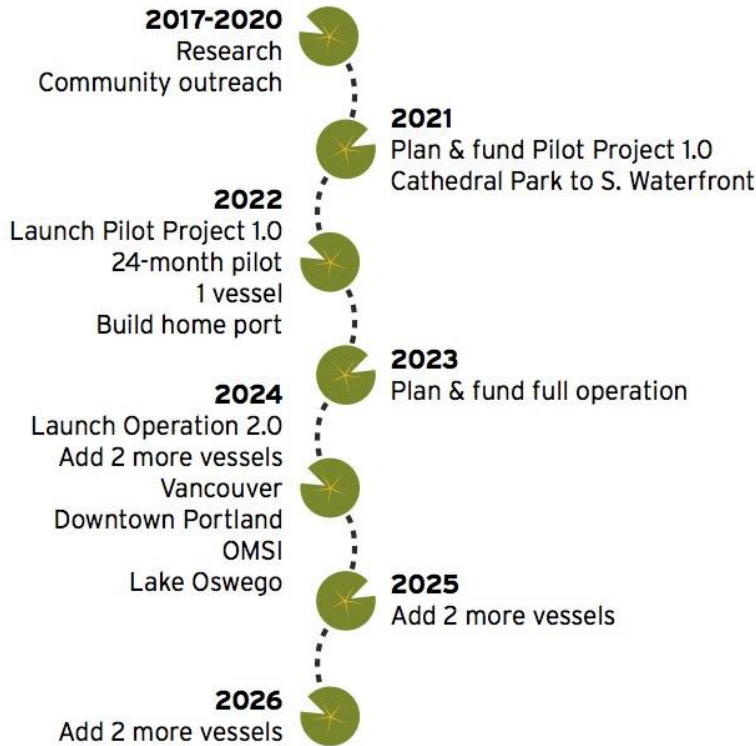 2017-2020
Research
Community outreach
2021
Plan & fund Pilot Project 1.0
Cathedral Park to S. Waterfront
2022
Launch Pilot Project 1.0
24-month pilot
1 vessel
Build home port
2023
Plan & fund full operation
2024
Launch Operation 2.0
Add 2 more vessels
Vancouver
Downtown Portland
OMSI
Lake Oswego
2025
Add 2 more vessels
2026
Add 2 more vessels